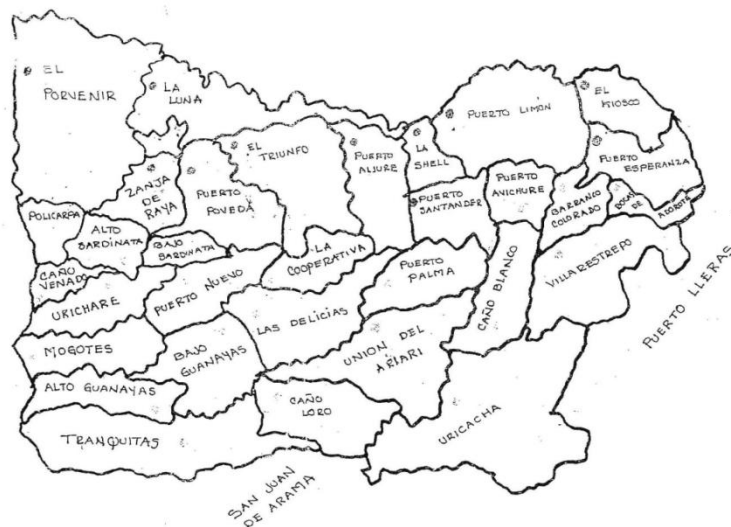 EL
PORVENIR
LA
LUNA
EL
TRIUNFO
PUERTO
ALJURE
LA
SHELL
PUERTO LIMÓN
EL
KIOSCO
PUERTO
ESPERANZA
ZANJA
DE
RAYA
PUERTO
POVEDA
PUERTO
SANTANDER
PUERTO
AVICHURE
BARRANCO
COLORADO
BOCAS
DE
POLICARPA
ALTO
SARDINATA
BAJO
SARDINATA
LA
COOPERATIVA
CAÑO
VENADO
URICHARE
PUERTO NUEVO
PUERTO
PALMA
CAÑO BLANCO
VILLARESTREPO
PUERTO LLERAS
MOGOTES
BAJO
GUANAYAS
LAS DELICIAS
UNION DEL
ARIARI
ALTO GUANAYAS
CAÑO
LORO
URICACHA
TRANQUITAS
SAN JUAN
DE ARAMA